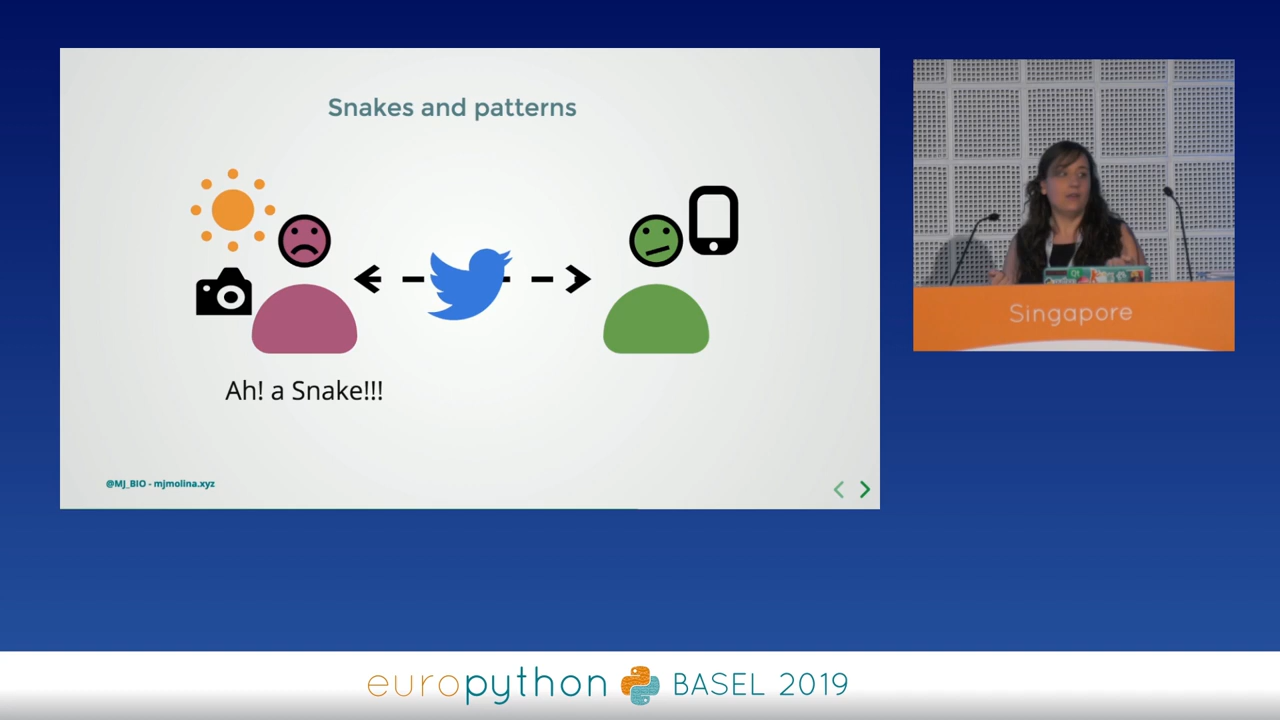 Snakes and patterns
Ah! a Snake!!!
@MJ_BIO - mjmolina.xyz
Singapore
europython BASEL 2019